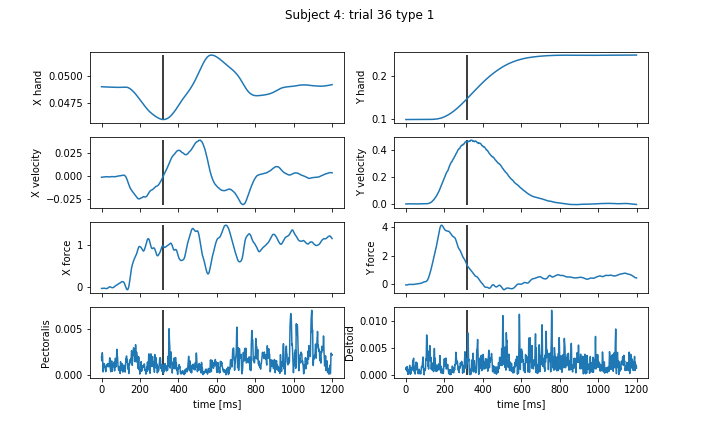 Subject 4: trial 36 type 1
X hand
0.0500
0.0475
Y hand
0.2
0.1
X velocity
0.025
0.000
−0.025
Y velocity
0.4
0.2
0.0
X force
1
0
Y force
4
2
0
Pectoralis
0.005
0.000
0 200 400 600 800 1000 1200
time [ms]
Deltoid
0.010
0.005
0.000
0 200 400 600 800 1000 1200
time [ms]